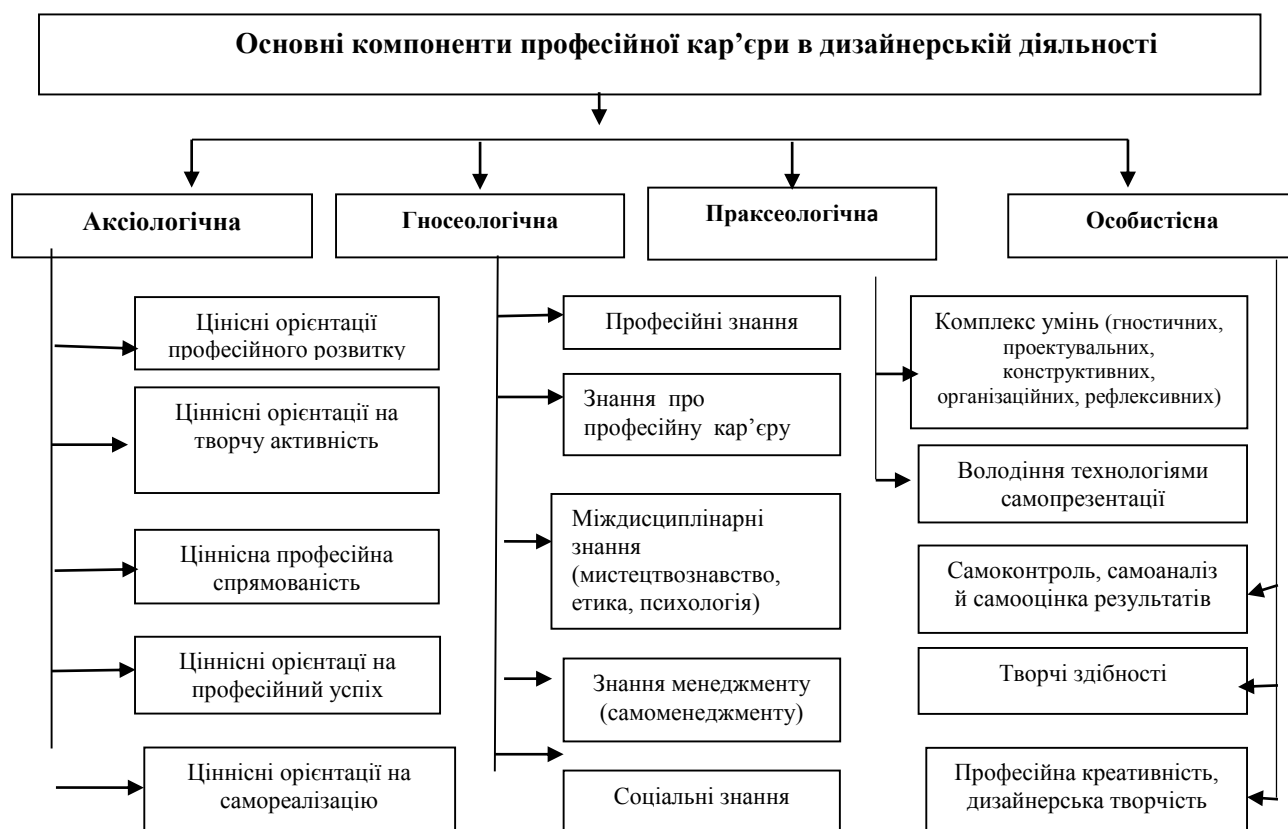 Основні компоненти професійної кар’єри в дизайнерській діяльності
Аксіологічна
Гносеологічна
Праксеологічна
Особистісна
Цінісні орієнтації
професійного розвитку
Ціннісні орієнтації на
творчу активність
Ціннісна професійна
спрямованість
Ціннісні орієнтації на
професійний успіх
Ціннісні орієнтації на
самореалізацію
Професійні знання
Знання про
професійну кар’єру
Міждисциплінарні
знання
(мистецтвознавство,
етика, психологія)
Знання менеджменту
(самоменеджменту)
Соціальні знання
Комплекс умінь (гностичних,
проектувальних,
конструктивних,
організаційних, рефлексивних)
Володіння технологіями
самопрезентації
Самоконтроль, самоаналіз
й самооцінка результатів
Творчі здібності
Професійна креативність,
дизайнерська творчість